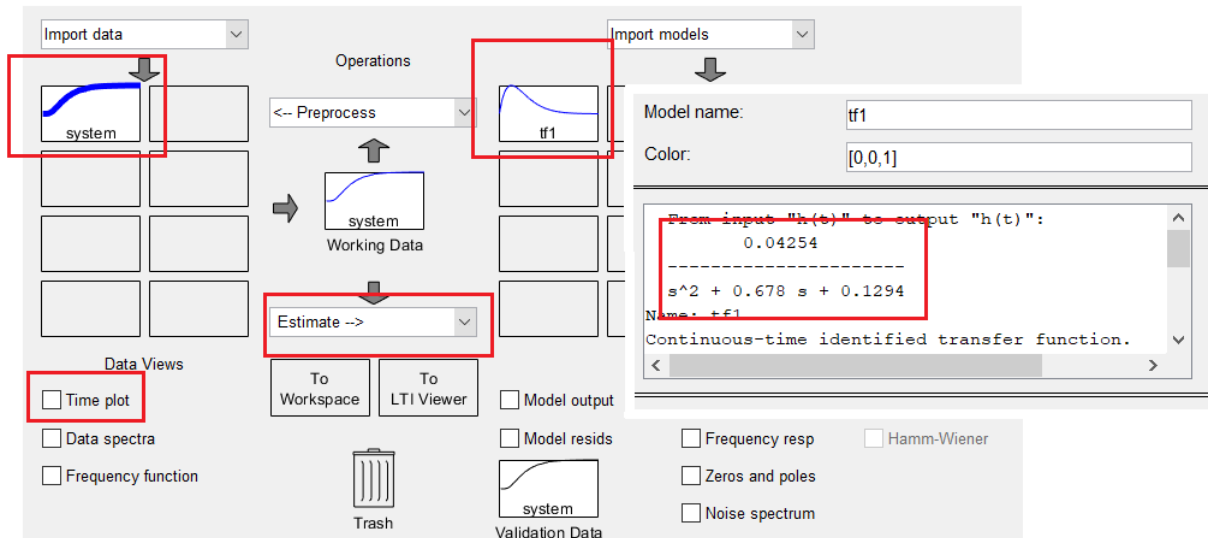 Import data
Import models
Operations
system
<-- Preprocess
tf1
system
Working Data
Estimate -->
Data Views
To Workspace
To LTI Viewer
Time plot
Data spectra
Frequency function
Trash
Model output
Model resids
system
Validation Data
Frequency resp
Hamm-Wiener
Zeros and poles
Noise spectrum
Model name:
tf1
Color:
[0,0,1]
From input "h(t)" to output "h(t)":
0.04254
----------------------
s^2 + 0.678 s + 0.1294
Name: tf1
Continuous-time identified transfer function.